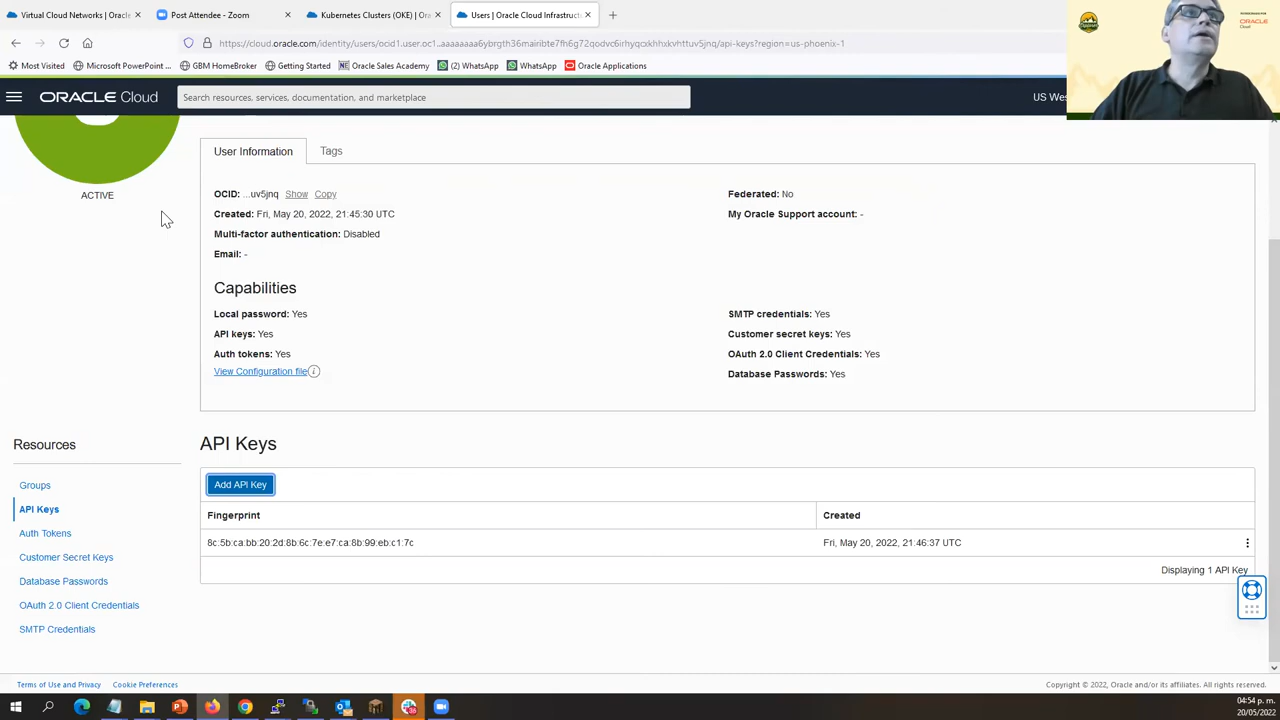 Virtual Cloud Networks | Oracle
Post Attendee - Zoom
Kubernetes Clusters (OKE) | Ora
Users | Oracle Cloud Infrastruct
https://cloud.oracle.com/identity/users/ocid1.user.oc1..aaaaaaaa6ybrgth36mairibte7fh6g72qodvc6irhyqcxkhhxkvhttuv5jnq/api-keys?region=us-phoenix-1
Most Visited
Microsoft PowerPoint ...
GBM HomeBroker
Getting Started
NE Oracle Sales Academy
(2) WhatsApp
WhatsApp
Oracle Applications
ORACLE Cloud
Search resources, services, documentation, and marketplace
US Wes
ORACLE
Cloud
ACTIVE
User Information
Tags
OCID: ...uv5jnq Show Copy
Created: Fri, May 20, 2022, 21:45:30 UTC
Multi-factor authentication: Disabled
Email: -
Federated: No
My Oracle Support account: -
Capabilities
Local password: Yes
API keys: Yes
Auth tokens: Yes
View Configuration file i
SMTP credentials: Yes
Customer secret keys: Yes
OAuth 2.0 Client Credentials: Yes
Database Passwords: Yes
Resources
Groups
API Keys
Auth Tokens
Customer Secret Keys
Database Passwords
OAuth 2.0 Client Credentials
SMTP Credentials
API Keys
Add API Key
Fingerprint
Created
8c:5b:ca:bb:20:2d:8b:6c:7e:e7:ca:8b:99:eb:c1:7c
Fri, May 20, 2022, 21:46:37 UTC
Displaying 1 API Key
Terms of Use and Privacy
Cookie Preferences
Copyright © 2022, Oracle and/or its affiliates. All rights reserved.
04:54 p. m.
20/05/2022